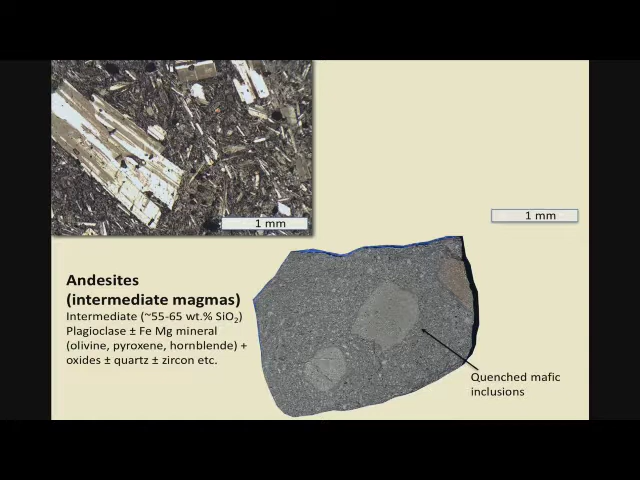 1 mm
1 mm
Andesites
(intermediate magmas)
Intermediate (~55-65 wt.% SiO₂)
Plagioclase ± Fe Mg mineral
(olivine, pyroxene, hornblende) +
oxides ± quartz ± zircon etc.
Quenched mafic
inclusions